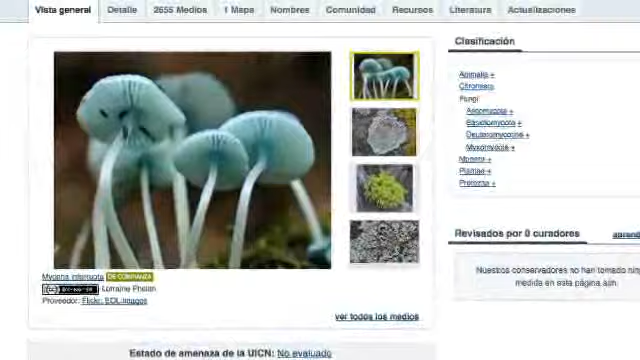 Vista general Detalle 2655 Medios 1 Mapa Nombres Comunidad Recursos Literatura Actualizaciones
Clasificación
Animalia +
Chromista
Fungi
Ascomycota +
Basidiomycota +
Deuteromycotina +
Myxomycota +
Plantae +
Protozoa +
Mycena interrupta DE CONFIANZA
Lorraine Phelan
Proveedor: Flickr: EOL Images
ver todos los medios
Revisados por 0 curadores
Nuestros conservadores no han tomado
medida en esta página aún.
Estado de amenaza de la UICN: No evaluado